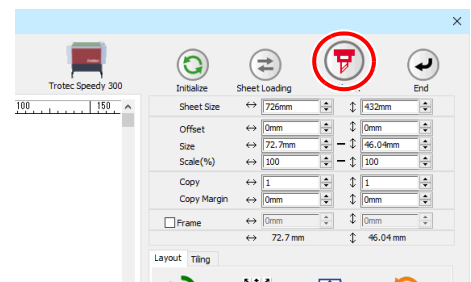 Trotec Speedy 300
Initialize
Sheet Loading
End
100 150
Sheet Size ↔ 726mm ↕ 432mm
Offset ↔ 0mm ↕ 0mm
Size ↔ 72.7mm ↕ 46.04mm
Scale(%) ↔ 100 ↕ 100
Copy ↔ 1 ↕ 1
Copy Margin ↔ 0mm ↕ 0mm
Frame ↔ 0mm ↕ 0mm
↔ 72.7 mm ↕ 46.04 mm
Layout Tiling